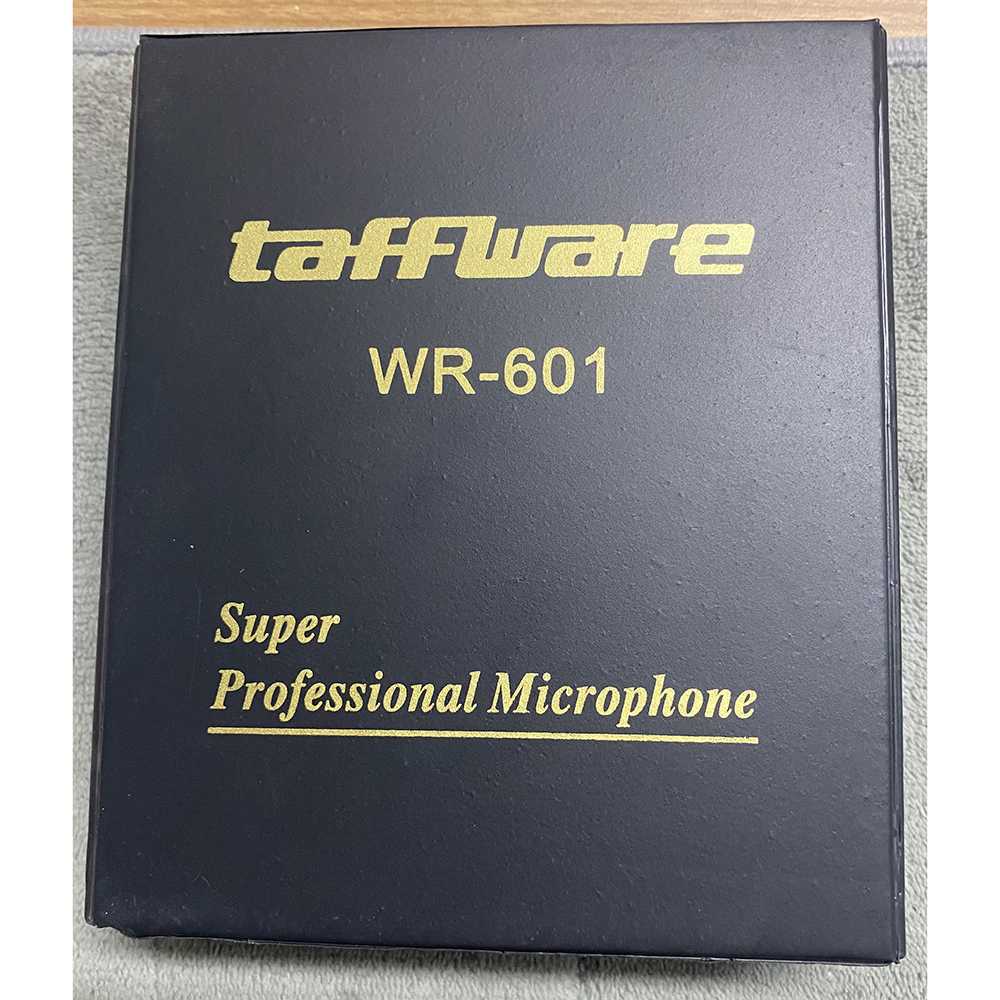 taffware
WR-601
Super
Professional Microphone